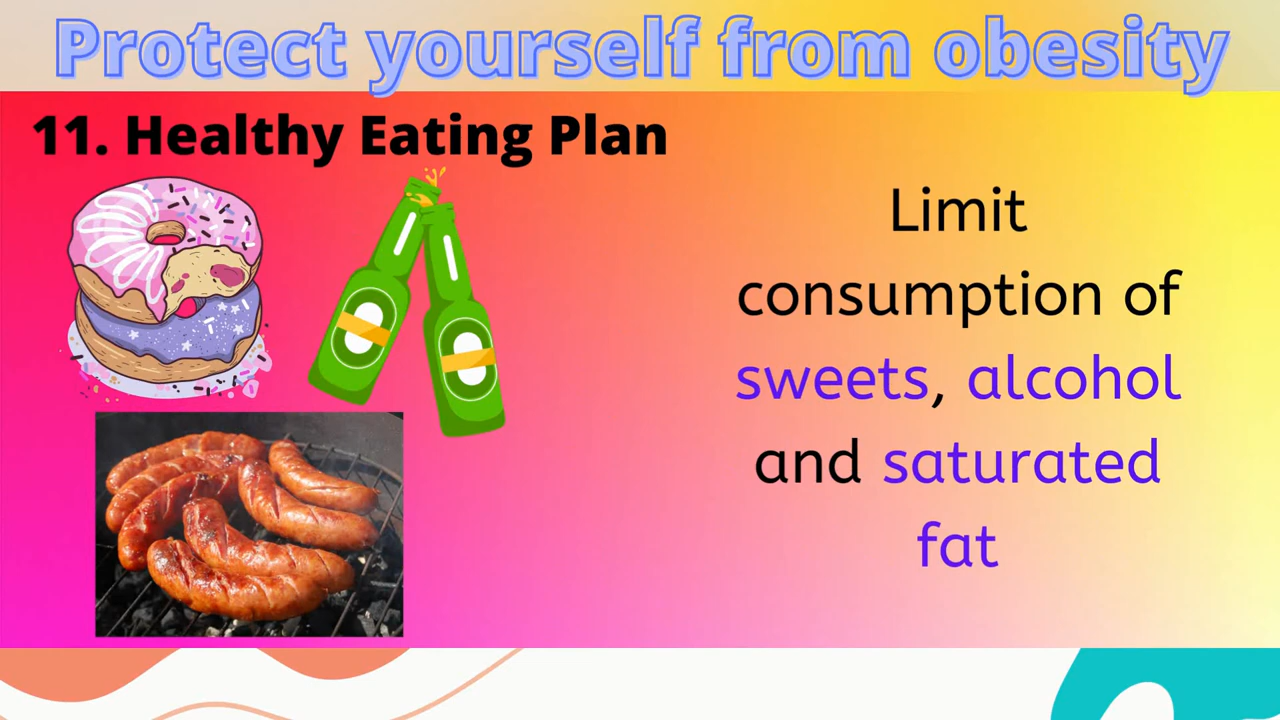 Protect yourself from obesity
11. Healthy Eating Plan
Limit
consumption of
sweets, alcohol
and saturated
fat